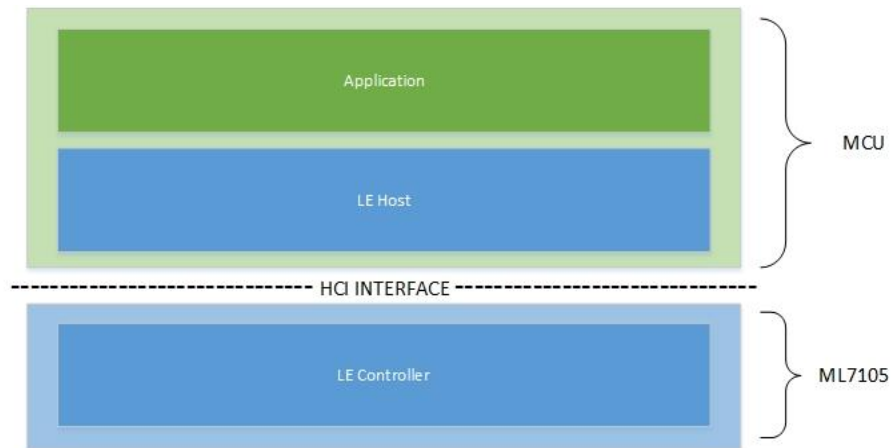 Application
MCU
LE Host
HCI INTERFACE
LE Controller
ML7105